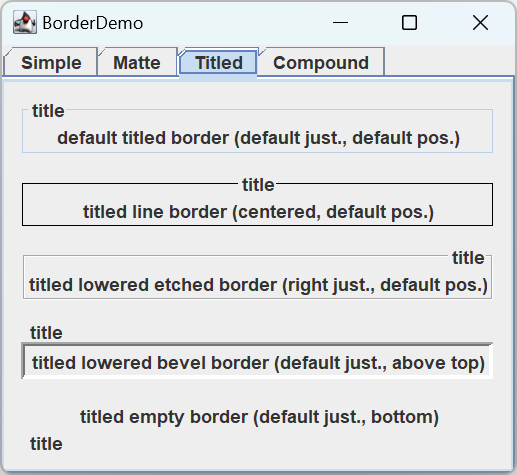 BorderDemo
Simple Matte Titled Compound
title
default titled border (default just., default pos.)
title
titled line border (centered, default pos.)
title
titled lowered etched border (right just., default pos.)
title
titled lowered bevel border (default just., above top)
titled empty border (default just., bottom)
title